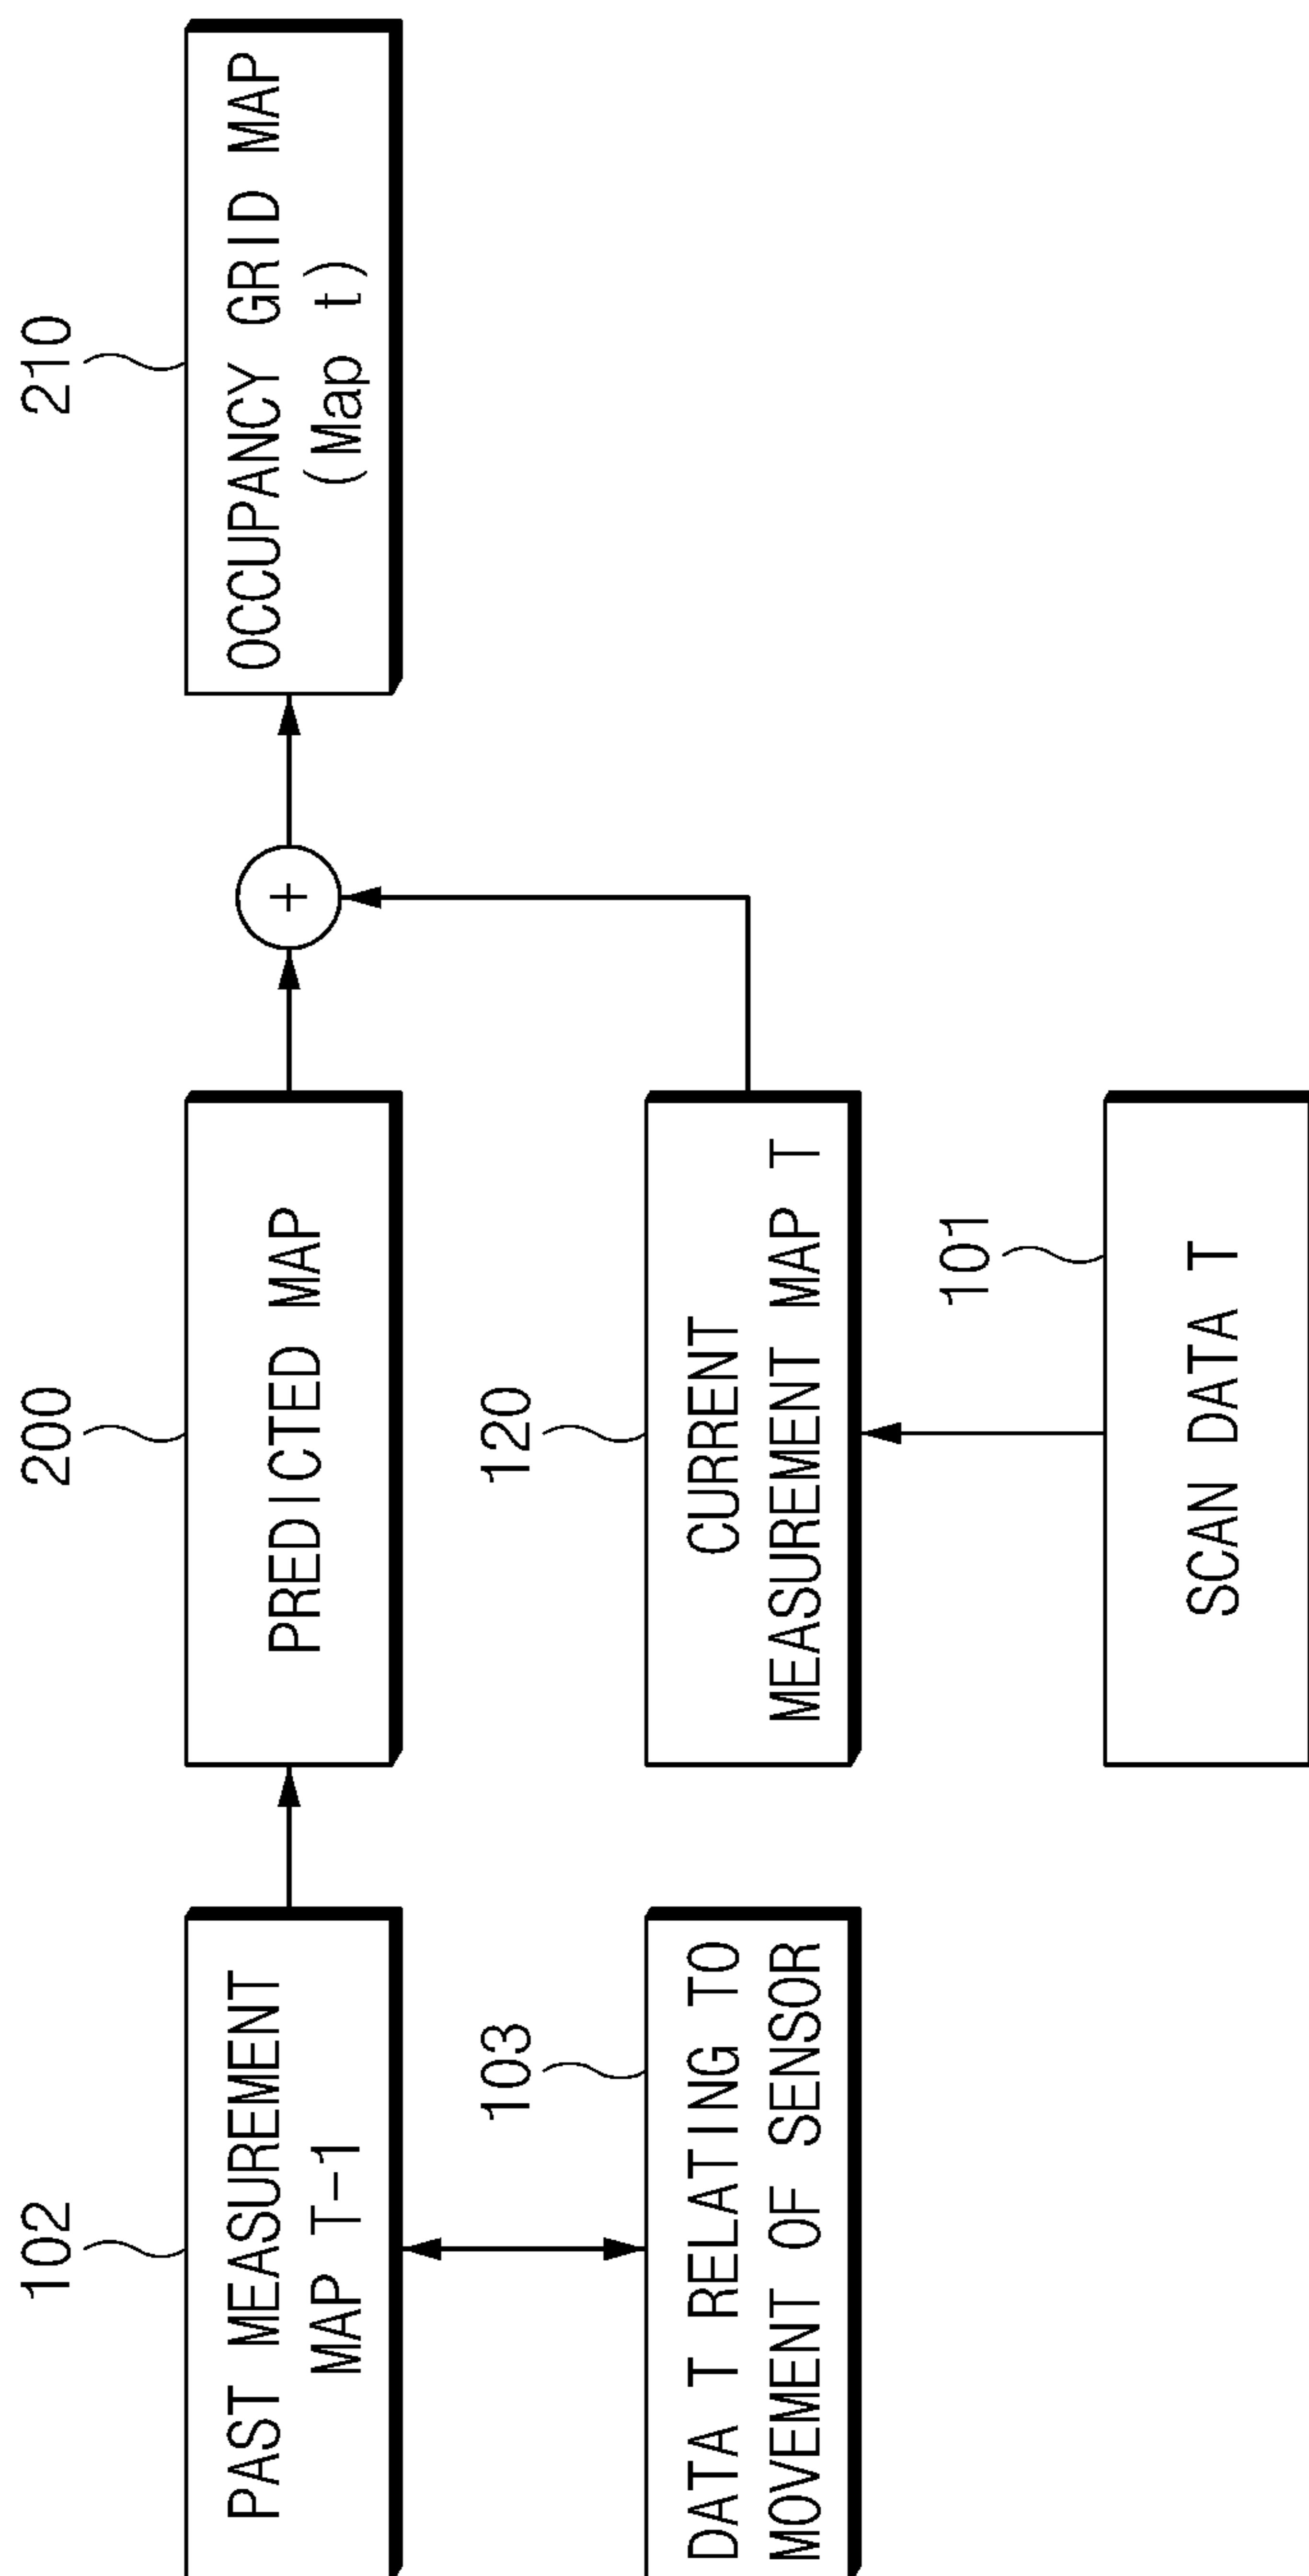 102
PAST MEASUREMENT
MAP T-1
200
PREDICTED MAP
+
210
OCCUPANCY GRID MAP
(Map t)
103
DATA T RELATING TO
MOVEMENT OF SENSOR
120
CURRENT
MEASUREMENT MAP T
101
SCAN DATA T